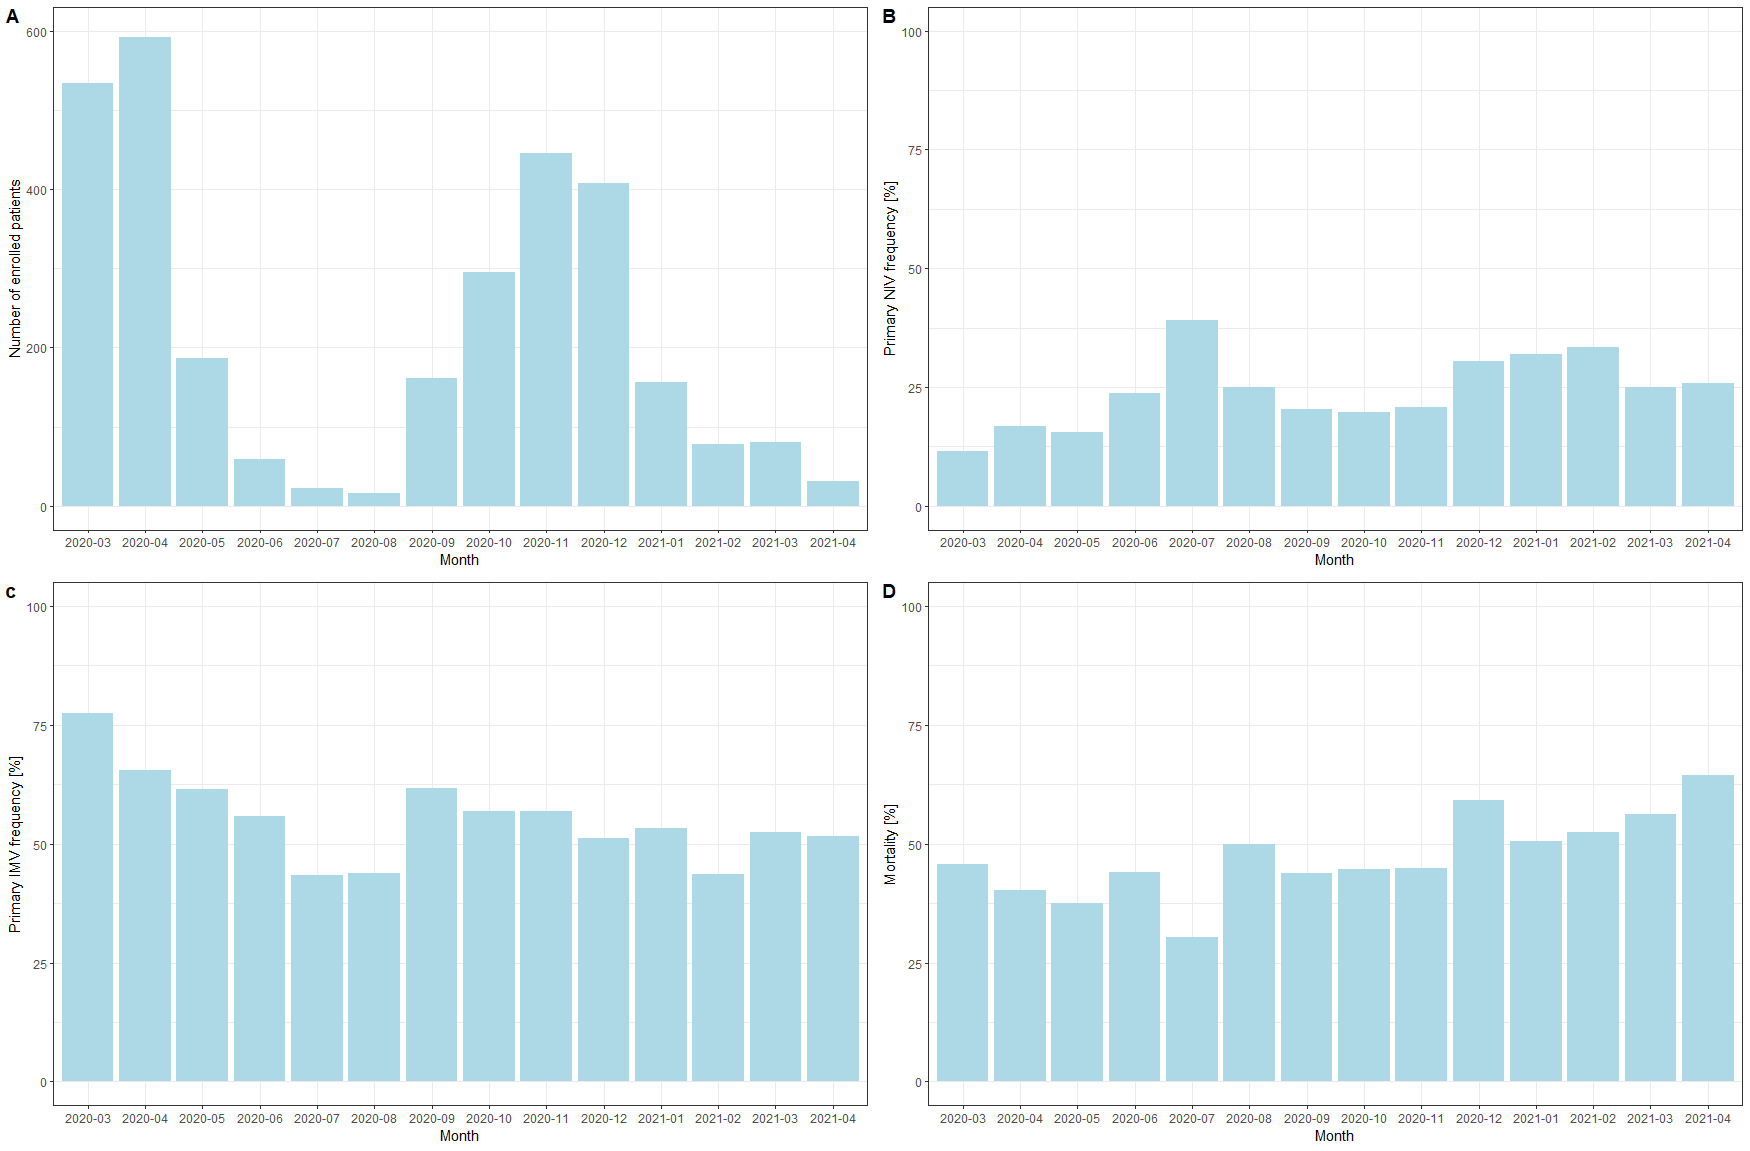 A
Number of enrolled patients
600
400
200
0
2020-03 2020-04 2020-05 2020-06 2020-07 2020-08 2020-09 2020-10 2020-11 2020-12 2021-01 2021-02 2021-03 2021-04
Month
B
Primary NIV frequency [%]
100
75
50
25
0
2020-03 2020-04 2020-05 2020-06 2020-07 2020-08 2020-09 2020-10 2020-11 2020-12 2021-01 2021-02 2021-03 2021-04
Month
c
Primary IMV frequency [%]
100
75
50
25
0
2020-03 2020-04 2020-05 2020-06 2020-07 2020-08 2020-09 2020-10 2020-11 2020-12 2021-01 2021-02 2021-03 2021-04
Month
D
Mortality [%]
100
75
50
25
0
2020-03 2020-04 2020-05 2020-06 2020-07 2020-08 2020-09 2020-10 2020-11 2020-12 2021-01 2021-02 2021-03 2021-04
Month